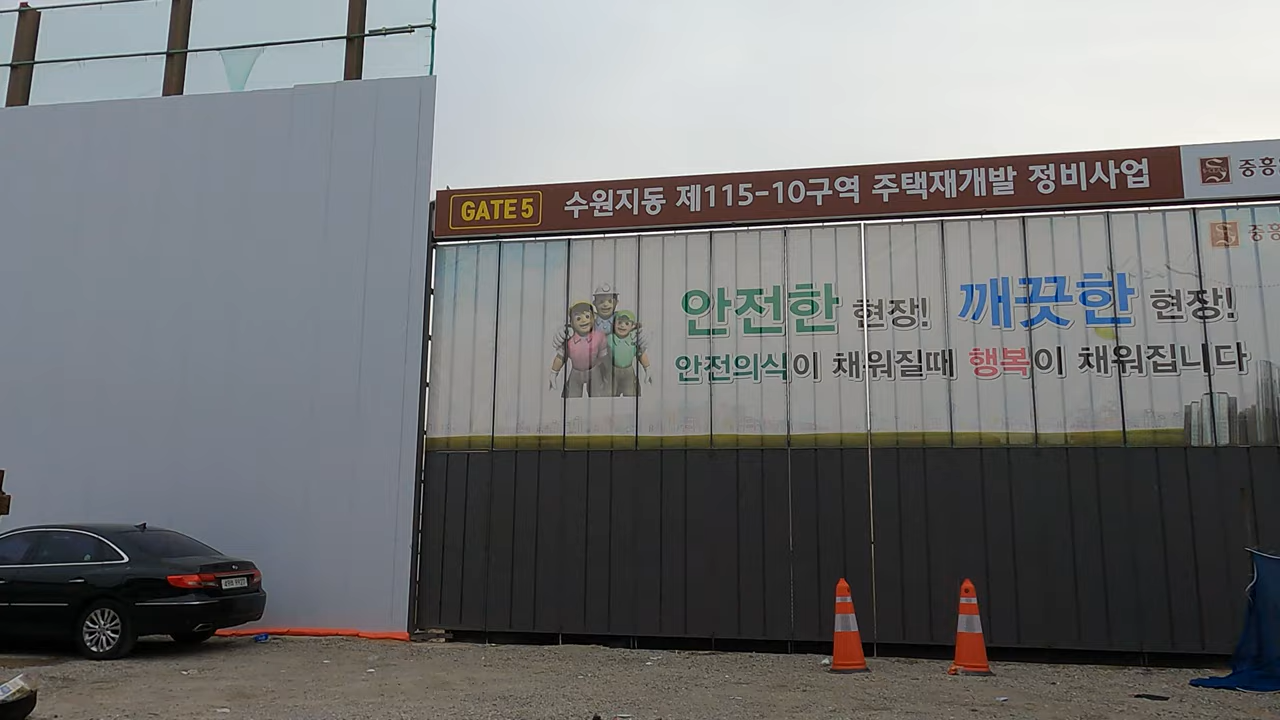 GATE 5 수원지동 제115-10구역 주택재개발 정비사업 중흥
안전한 현장! 깨끗한 현장!
안전의식이 채워질때 행복이 채워집니다